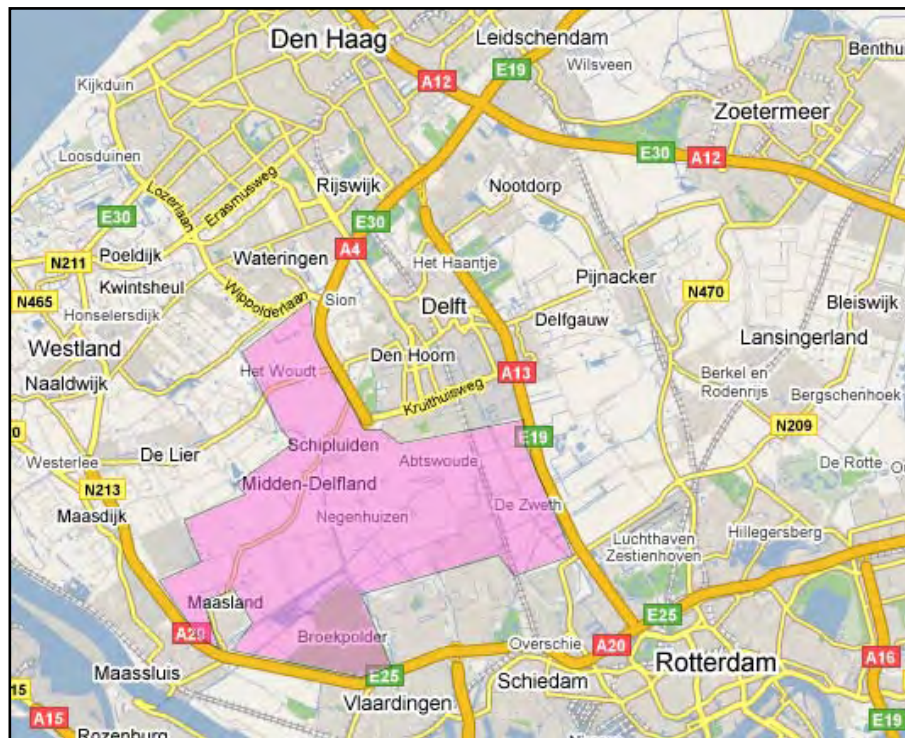 Den Haag
Leidschendam
Benthui
E19
Wilsveen
Kijkduin
A12
Zoetermeer
Loosduinen
E30
A12
Lozerlaan
Erasmusweg
Rijswijk
Nootdorp
E30
E30
N211
Poeldijk
A4
Wateringen
Het Haantje
Pijnacker
N465
Kwintsheul
Wippolderlaan
Sion
N470
Bleiswijk
Honselersdijk
Delft
Delfgauw
Lansingerland
Westland
Den Hoorn
Naaldwijk
Het Woudt
A13
Berkel en
Rodenrijs
Kruithuisweg
Bergschenhoek
N209
0
E19
Schipluiden
De Lier
Abtswoude
Westerlee
De Rotte
N213
Midden-Delfland
Maasdijk
Negenhuizen
De Zweth
Hillegersberg
Luchthaven
Zestienhoven
Maasland
E25
A20
Broekpolder
Overschie
A20
Rotterdam
A16
Maassluis
E25
Schiedam
Vlaardingen
15
A15
E19
Rozenburg